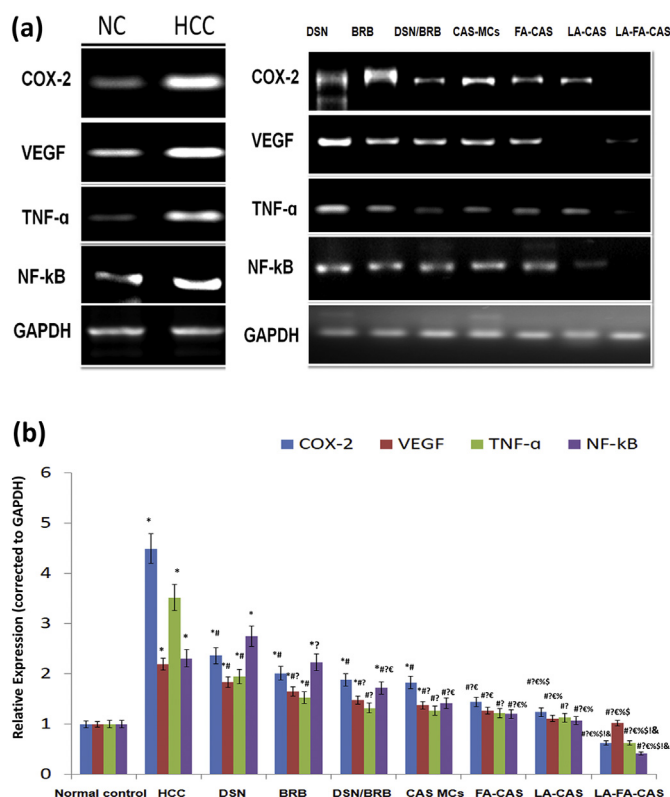 (a)
NC HCC
COX-2
VEGF
TNF-α
NF-kB
GAPDH
DSN BRB DSN/BRB CAS-MCs FA-CAS LA-CAS LA-FA-CAS
COX-2
VEGF
TNF-α
NF-kB
GAPDH
(b)
COX-2 VEGF TNF-α NF-kB
Relative Expression (corrected to GAPDH)
6
5
4
3
2
1
0
* * * *
*# *# *# *
*# *#? *# *?
*# *#? #? *#?€
*# *#? #? #?€
#?€ #?€ #? #?€%
#?€%$ #?€% #? #?€%
#?€%$!& #?€%$ #?€%$!& #?€%$!&
Normal control HCC DSN BRB DSN/BRB CAS MCs FA-CAS LA-CAS LA-FA-CAS